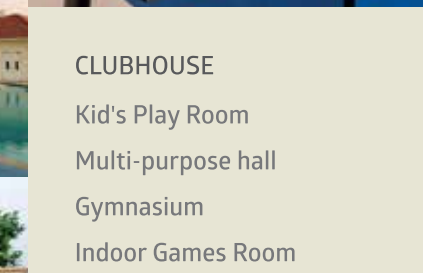 CLUBHOUSE
Kid's Play Room
Multi-purpose hall
Gymnasium
Indoor Games Room